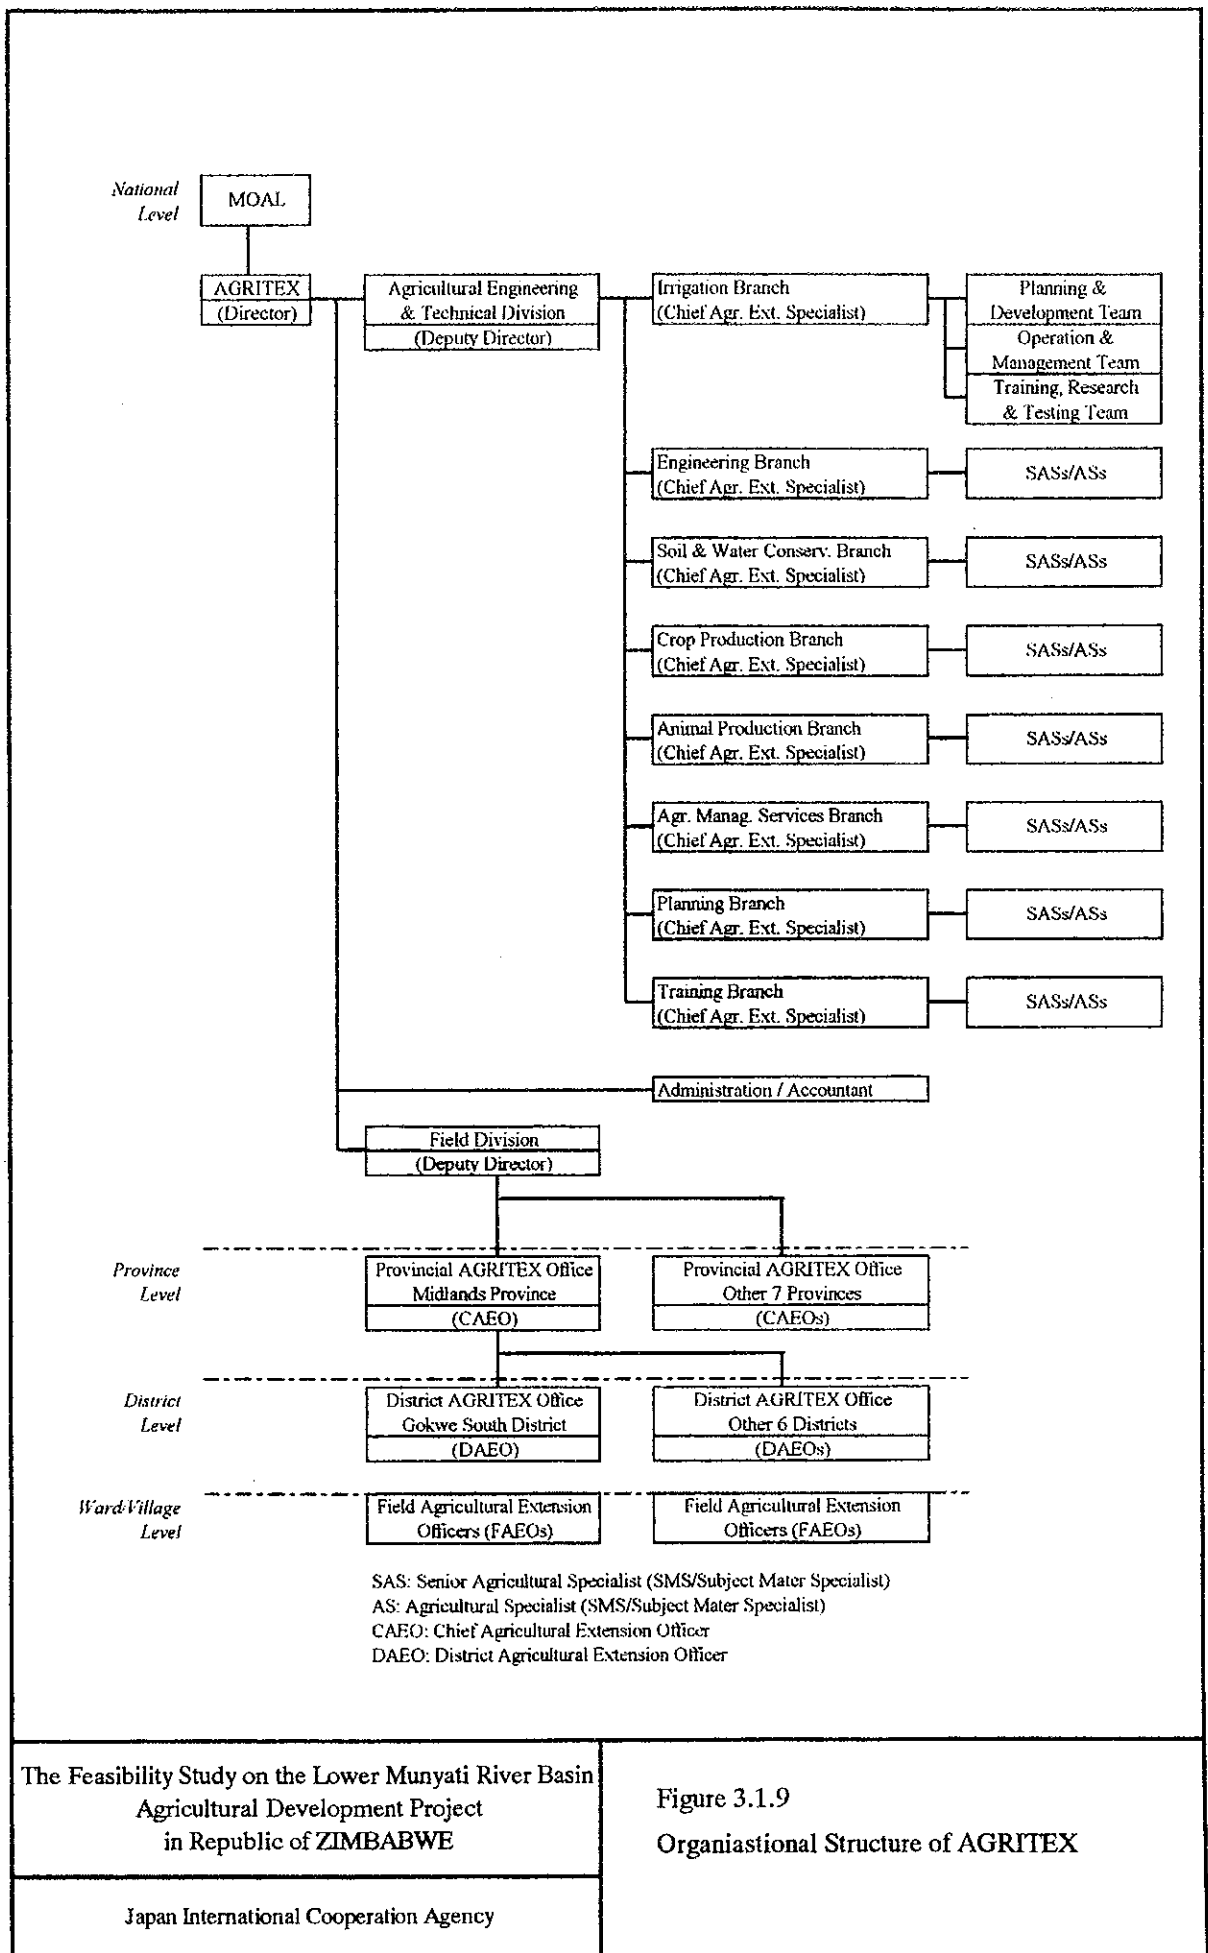 National
Level
MOAL
AGRITEX
(Director)
Agricultural Engineering
& Technical Division
(Deputy Director)
Irrigation Branch
(Chief Agr. Ext. Specialist)
Planning &
Development Team
Operation &
Management Team
Training, Research
& Testing Team
Engineering Branch
(Chief Agr. Ext. Specialist)
SASs/ASs
Soil & Water Conserv. Branch
(Chief Agr. Ext. Specialist)
SASs/ASs
Crop Production Branch
(Chief Agr. Ext. Specialist)
SASs/ASs
Animal Production Branch
(Chief Agr. Ext. Specialist)
SASs/ASs
Agr. Manag. Services Branch
(Chief Agr. Ext. Specialist)
SASs/ASs
Planning Branch
(Chief Agr. Ext. Specialist)
SASs/ASs
Training Branch
(Chief Agr. Ext. Specialist)
SASs/ASs
Administration / Accountant
Field Division
(Deputy Director)
Province
Level
Provincial AGRITEX Office
Midlands Province
(CAEO)
Provincial AGRITEX Office
Other 7 Provinces
(CAEOs)
District
Level
District AGRITEX Office
Gokwe South District
(DAEO)
District AGRITEX Office
Other 6 Districts
(DAEOs)
Ward-Village
Level
Field Agricultural Extension
Officers (FAEOs)
Field Agricultural Extension
Officers (FAEOs)
SAS: Senior Agricultural Specialist (SMS/Subject Mater Specialist)
AS: Agricultural Specialist (SMS/Subject Mater Specialist)
CAEO: Chief Agricultural Extension Officer
DAEO: District Agricultural Extension Officer
The Feasibility Study on the Lower Munyati River Basin
Agricultural Development Project
in Republic of ZIMBABWE
Japan International Cooperation Agency
Figure 3.1.9
Organiastional Structure of AGRITEX